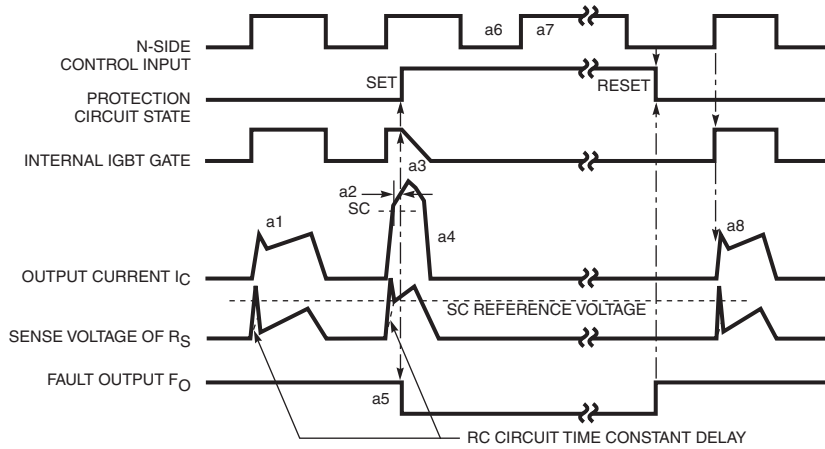 a6
a7
N-SIDE
CONTROL INPUT
SET
RESET
PROTECTION
CIRCUIT STATE
INTERNAL IGBT GATE
a3
a2
SC
a1
a4
a8
OUTPUT CURRENT IC
SC REFERENCE VOLTAGE
SENSE VOLTAGE OF RS
FAULT OUTPUT FO
a5
RC CIRCUIT TIME CONSTANT DELAY